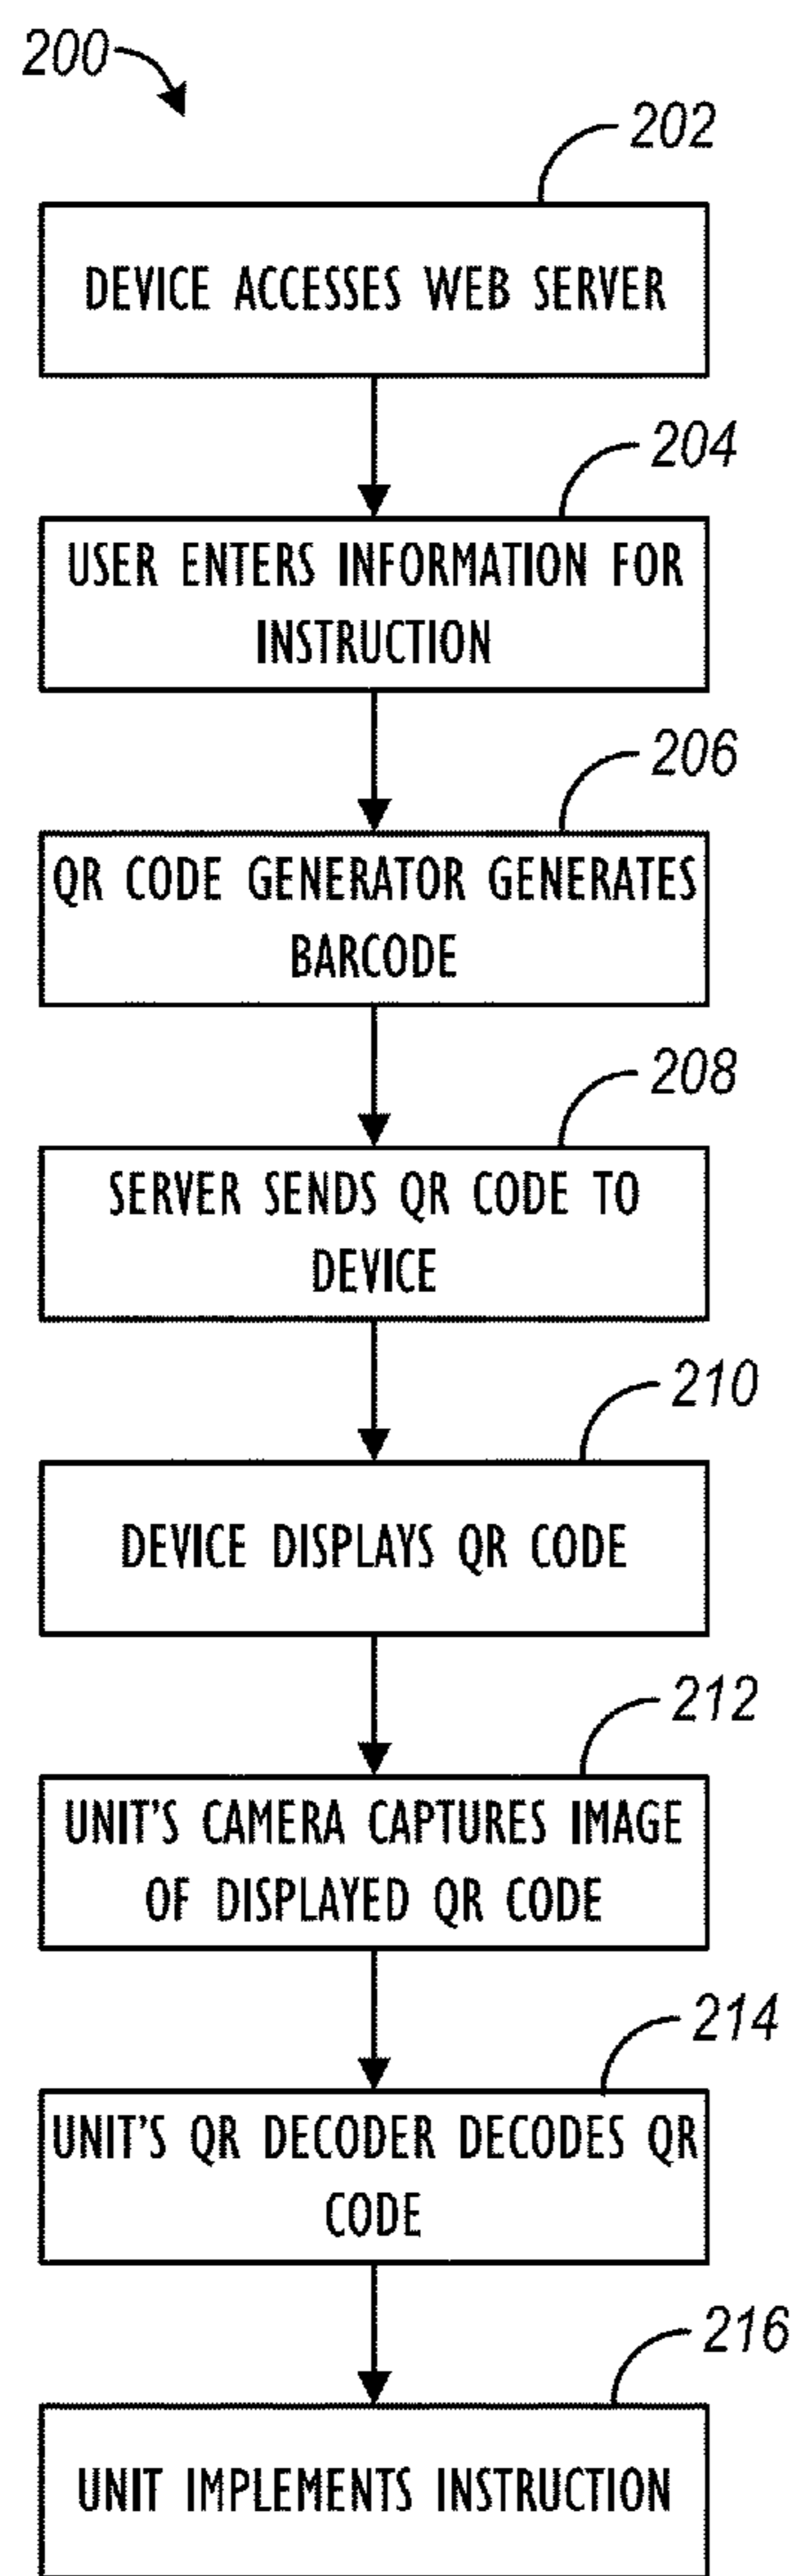 200
202
DEVICE ACCESSES WEB SERVER
204
USER ENTERS INFORMATION FOR
INSTRUCTION
206
QR CODE GENERATOR GENERATES
BARCODE
208
SERVER SENDS QR CODE TO
DEVICE
210
DEVICE DISPLAYS QR CODE
212
UNIT'S CAMERA CAPTURES IMAGE
OF DISPLAYED QR CODE
214
UNIT'S QR DECODER DECODES QR
CODE
216
UNIT IMPLEMENTS INSTRUCTION